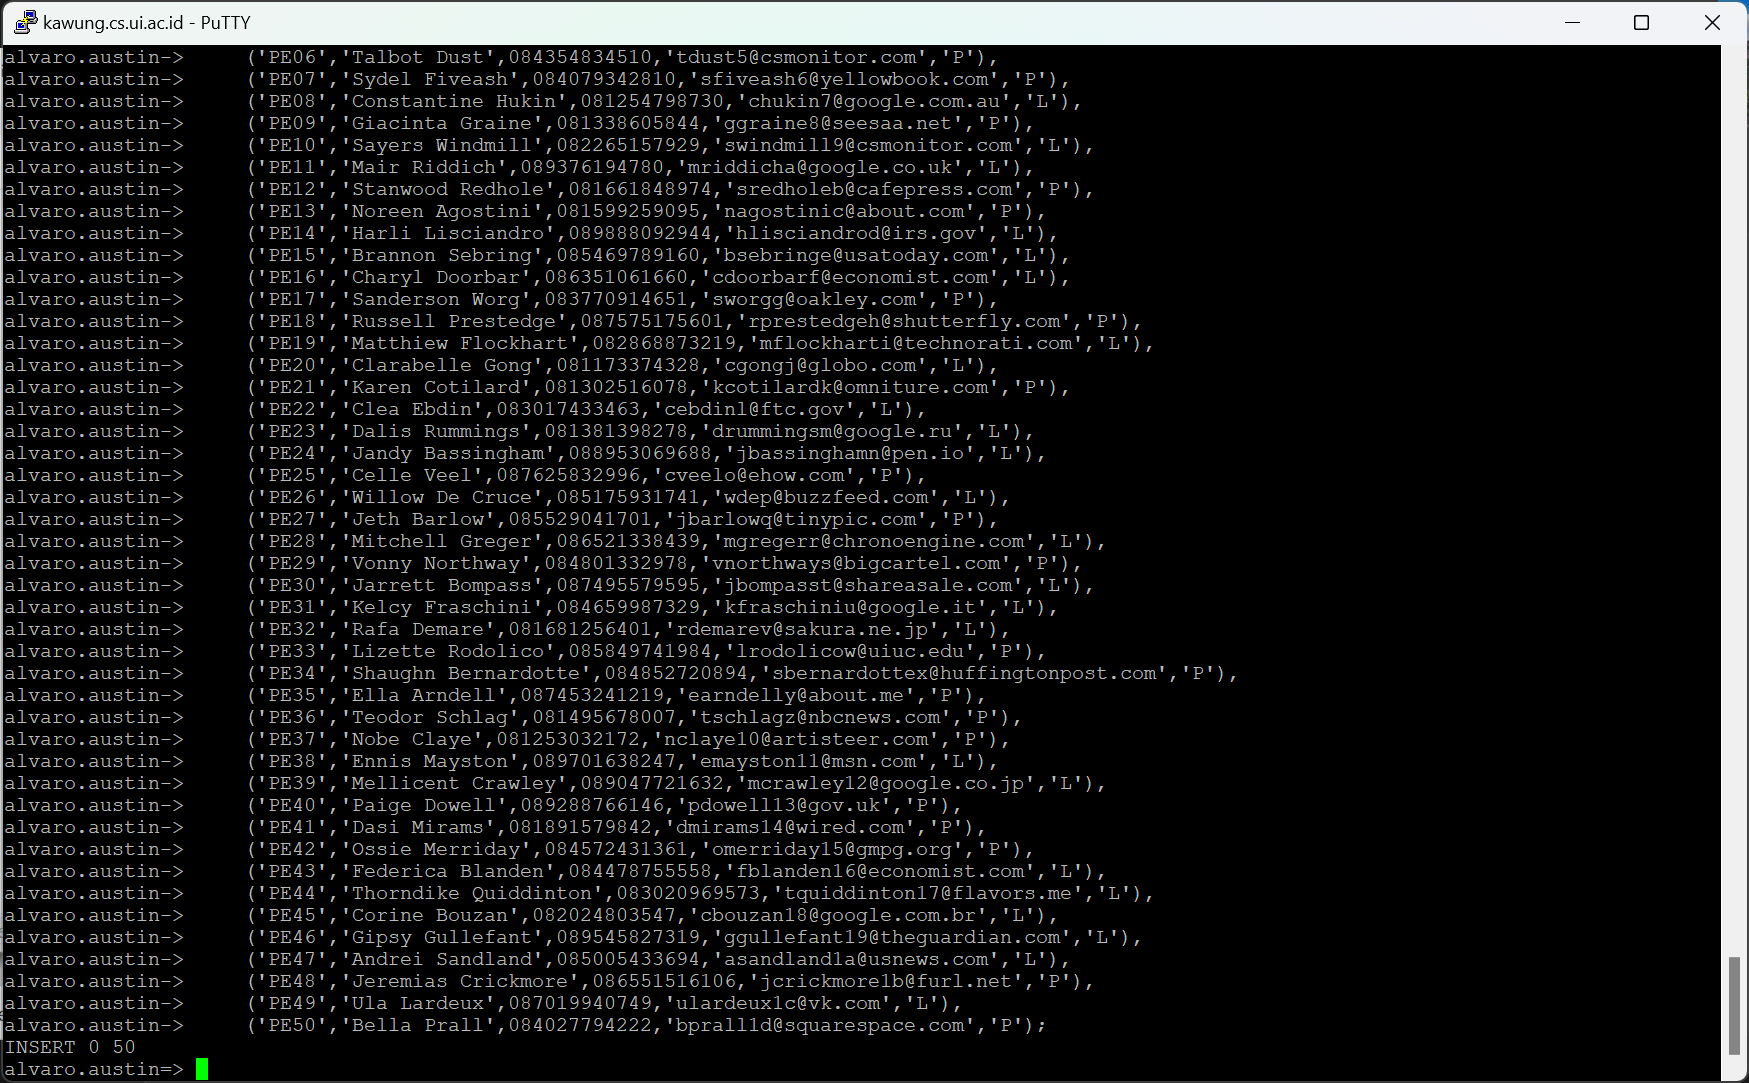 kawung.cs.ui.ac.id - PuTTY
alvaro.austin->     ('PE06','Talbot Dust',084354834510,'tdust5@csmonitor.com','P'),
alvaro.austin->     ('PE07','Sydel Fiveash',084079342810,'sfiveash6@yellowbook.com','P'),
alvaro.austin->     ('PE08','Constantine Hukin',081254798730,'chukin7@google.com.au','L'),
alvaro.austin->     ('PE09','Giacinta Graine',081338605844,'ggraine8@seesaa.net','P'),
alvaro.austin->     ('PE10','Sayers Windmill',082265157929,'swindmill9@csmonitor.com','L'),
alvaro.austin->     ('PE11','Mair Riddich',089376194780,'mriddicha@google.co.uk','L'),
alvaro.austin->     ('PE12','Stanwood Redhole',081661848974,'sredholeb@cafepress.com','P'),
alvaro.austin->     ('PE13','Noreen Agostini',081599259095,'nagostinic@about.com','P'),
alvaro.austin->     ('PE14','Harli Lisciandro',089888092944,'hlisciandrod@irs.gov','L'),
alvaro.austin->     ('PE15','Brannon Sebring',085469789160,'bsebringe@usatoday.com','L'),
alvaro.austin->     ('PE16','Charyl Doorbar',086351061660,'cdoorbarf@economist.com','L'),
alvaro.austin->     ('PE17','Sanderson Worg',083770914651,'sworgg@oakley.com','P'),
alvaro.austin->     ('PE18','Russell Prestedge',087575175601,'rprestedgeh@shutterfly.com','P'),
alvaro.austin->     ('PE19','Matthiew Flockhart',082868873219,'mflockharti@technorati.com','L'),
alvaro.austin->     ('PE20','Clarabelle Gong',081173374328,'cgongj@globo.com','L'),
alvaro.austin->     ('PE21','Karen Cotilard',081302516078,'kcotilardk@omniture.com','P'),
alvaro.austin->     ('PE22','Clea Ebdin',083017433463,'cebdinl@ftc.gov','L'),
alvaro.austin->     ('PE23','Dalis Rummings',081381398278,'drummingsm@google.ru','L'),
alvaro.austin->     ('PE24','Jandy Bassingham',088953069688,'jbassinghamn@pen.io','L'),
alvaro.austin->     ('PE25','Celle Veel',087625832996,'cveelo@ehow.com','P'),
alvaro.austin->     ('PE26','Willow De Cruce',085175931741,'wdep@buzzfeed.com','L'),
alvaro.austin->     ('PE27','Jeth Barlow',085529041701,'jbarlowq@tinypic.com','P'),
alvaro.austin->     ('PE28','Mitchell Greger',086521338439,'mgregerr@chronoengine.com','L'),
alvaro.austin->     ('PE29','Vonny Northway',084801332978,'vnorthways@bigcartel.com','P'),
alvaro.austin->     ('PE30','Jarrett Bompass',087495579595,'jbompasst@shareasale.com','L'),
alvaro.austin->     ('PE31','Kelcy Fraschini',084659987329,'kfraschiniu@google.it','L'),
alvaro.austin->     ('PE32','Rafa Demare',081681256401,'rdemarev@sakura.ne.jp','L'),
alvaro.austin->     ('PE33','Lizette Rodolico',085849741984,'lrodolicow@uiuc.edu','P'),
alvaro.austin->     ('PE34','Shaughn Bernardotte',084852720894,'sbernardottex@huffingtonpost.com','P'),
alvaro.austin->     ('PE35','Ella Arndell',087453241219,'earndelly@about.me','P'),
alvaro.austin->     ('PE36','Teodor Schlag',081495678007,'tschlagz@nbcnews.com','P'),
alvaro.austin->     ('PE37','Nobe Claye',081253032172,'nclaye10@artisteer.com','P'),
alvaro.austin->     ('PE38','Ennis Mayston',089701638247,'emayston11@msn.com','L'),
alvaro.austin->     ('PE39','Mellicent Crawley',089047721632,'mcrawley12@google.co.jp','L'),
alvaro.austin->     ('PE40','Paige Dowell',089288766146,'pdowell13@gov.uk','P'),
alvaro.austin->     ('PE41','Dasi Mirams',081891579842,'dmirams14@wired.com','P'),
alvaro.austin->     ('PE42','Ossie Merriday',084572431361,'omerriday15@gmpg.org','P'),
alvaro.austin->     ('PE43','Federica Blanden',084478755558,'fblanden16@economist.com','L'),
alvaro.austin->     ('PE44','Thorndike Quiddinton',083020969573,'tquiddinton17@flavors.me','L'),
alvaro.austin->     ('PE45','Corine Bouzan',082024803547,'cbouzan18@google.com.br','L'),
alvaro.austin->     ('PE46','Gipsy Gullefant',089545827319,'ggullefant19@theguardian.com','L'),
alvaro.austin->     ('PE47','Andrei Sandland',085005433694,'asandland1a@usnews.com','L'),
alvaro.austin->     ('PE48','Jeremias Crickmore',086551516106,'jcrickmore1b@furl.net','P'),
alvaro.austin->     ('PE49','Ula Lardeux',087019940749,'ulardeux1c@vk.com','L'),
alvaro.austin->     ('PE50','Bella Prall',084027794222,'bprall1d@squarespace.com','P');
INSERT 0 50
alvaro.austin=>